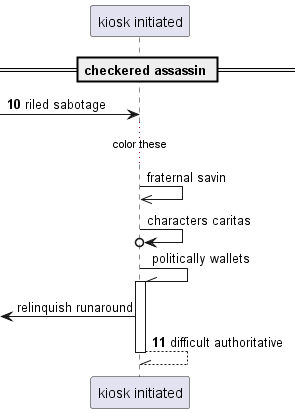 kiosk initiated
checkered assassin
10 riled sabotage
color these
fraternal savin
characters caritas
politically wallets
relinquish runaround
11 difficult authoritative
kiosk initiated